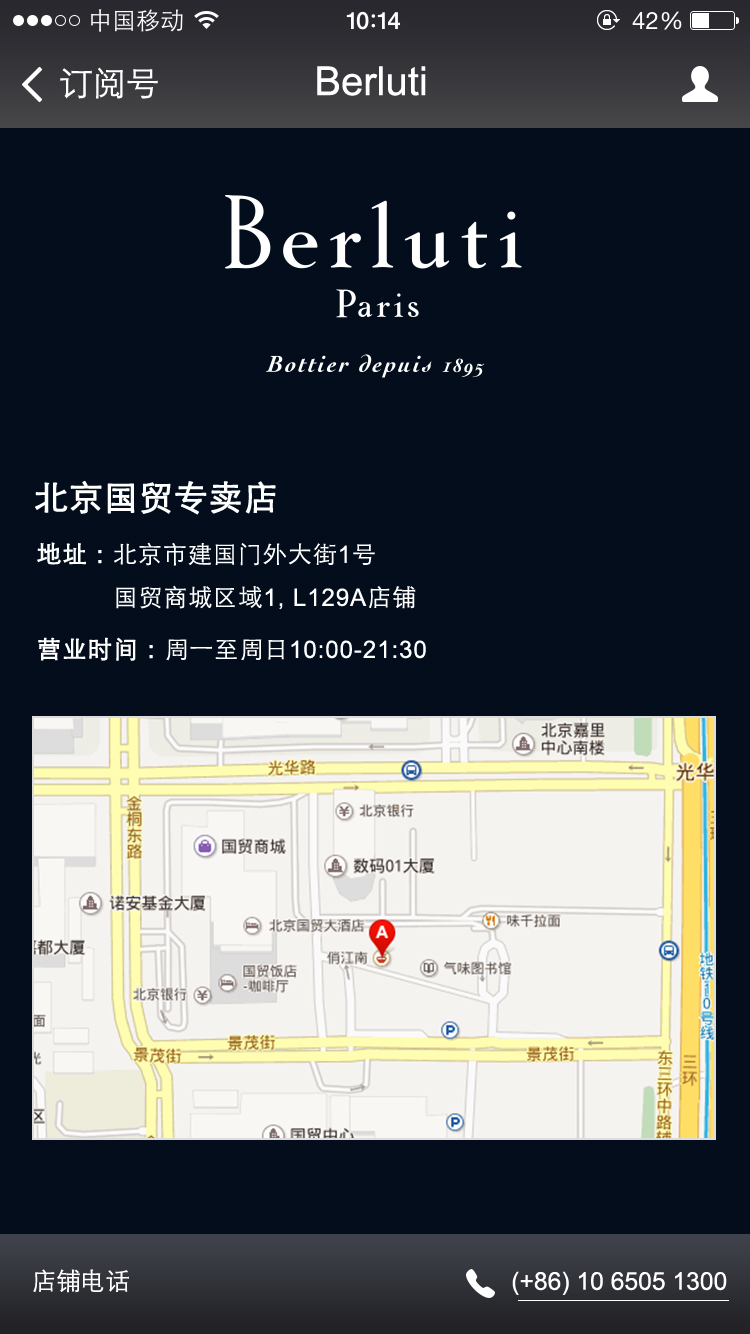 中国移动 10:14 42%
订阅号 Berluti
Berluti
Paris
Bottier depuis 1895
北京国贸专卖店
地址：北京市建国门外大街1号
国贸商城区域1, L129A店铺
营业时间：周一至周日10:00-21:30
北京嘉里
中心南楼
光华路
光华
金桐东路
北京银行
三环
国贸商城
数码01大厦
诺安基金大厦
北京国贸大酒店
A
味千拉面
都大厦
俏江南
气味图书馆
国贸饭店
-咖啡厅
北京银行
地铁10号线
面
P
景茂街
景茂街
景茂街
光
东三环中路辅
三环
区
P
国贸中心
店铺电话 (+86) 10 6505 1300